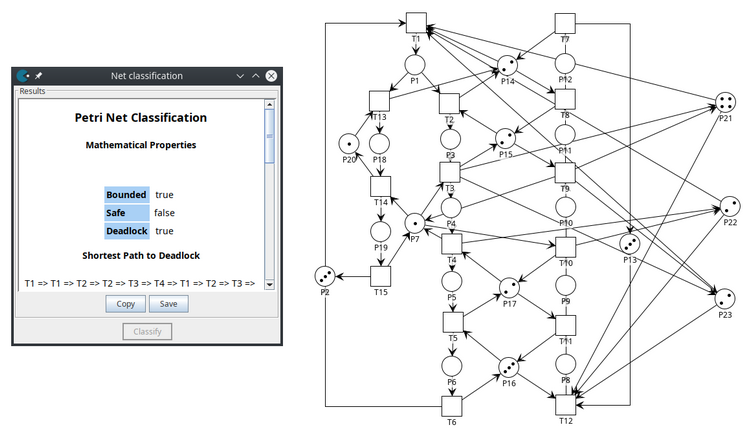 Net classification
Results
Petri Net Classification
Mathematical Properties
Bounded true
Safe false
Deadlock true
Shortest Path to Deadlock
T1 => T1 => T2 => T2 => T3 => T4 => T1 => T2 => T3 =>
Copy Save
Classify
T1 T7
P1 P14 P12
T13 T2 T8 P21
P20 P18 P3 P15 P11
T14 T3 T9
P19 P7 P4 P10 P22
T4 T10 P13
P2 T15 P5 P17 P9 P23
T5 T11
P6 P16 P8
T6 T12